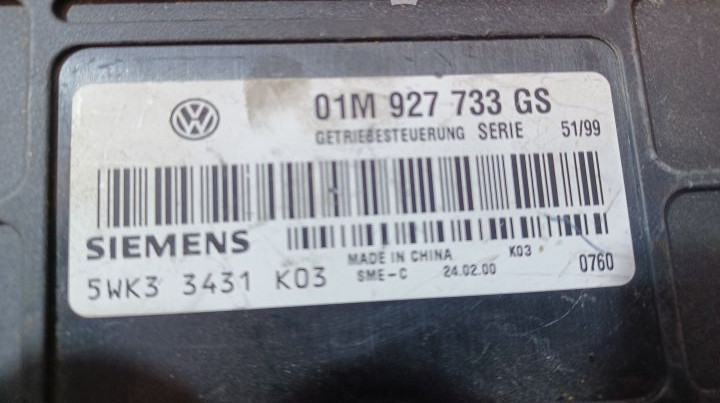 01M 927 733 GS
GETRIEBESTEUERUNG SERIE 51/99
SIEMENS
5WK3 3431 K03
MADE IN CHINA K03
SME-C 24.02.00 0760